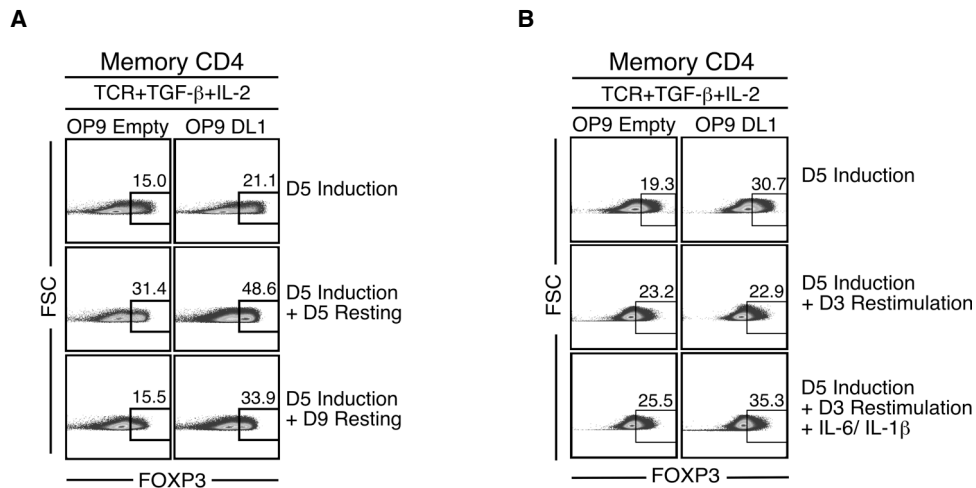 A
Memory CD4
TCR+TGF-β+IL-2
OP9 Empty OP9 DL1
15.0 21.1
D5 Induction
31.4 48.6
D5 Induction
+ D5 Resting
15.5 33.9
D5 Induction
+ D9 Resting
FSC
FOXP3
B
Memory CD4
TCR+TGF-β+IL-2
OP9 Empty OP9 DL1
19.3 30.7
D5 Induction
23.2 22.9
D5 Induction
+ D3 Restimulation
25.5 35.3
D5 Induction
+ D3 Restimulation
+ IL-6/ IL-1β
FSC
FOXP3